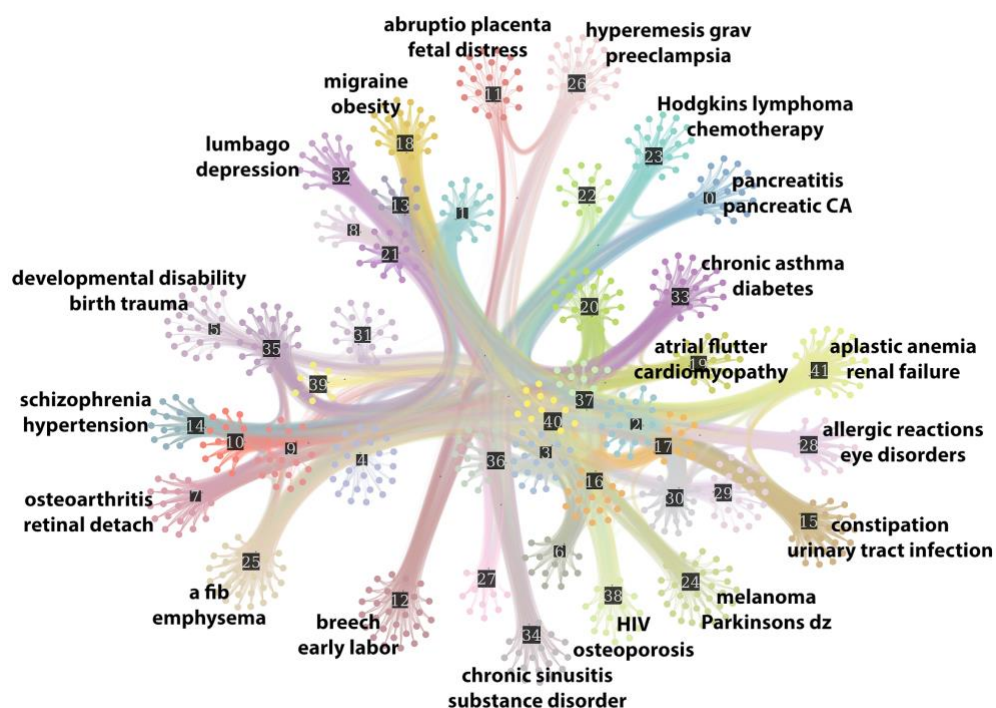 abruptio placenta
fetal distress
hyperemesis grav
preeclampsia
11
26
migraine
obesity
18
Hodgkins lymphoma
chemotherapy
23
lumbago
depression
32
13
1
22
0
pancreatitis
pancreatic CA
8
21
chronic asthma
diabetes
33
developmental disability
birth trauma
5
35
31
20
39
atrial flutter
cardiomyopathy
19
aplastic anemia
renal failure
41
schizophrenia
hypertension
14
10
9
4
37
40
2
3
17
36
16
allergic reactions
eye disorders
28
osteoarthritis
retinal detach
7
30
29
15
constipation
urinary tract infection
25
a fib
emphysema
12
breech
early labor
27
6
38
24
melanoma
Parkinsons dz
HIV
osteoporosis
34
chronic sinusitis
substance disorder